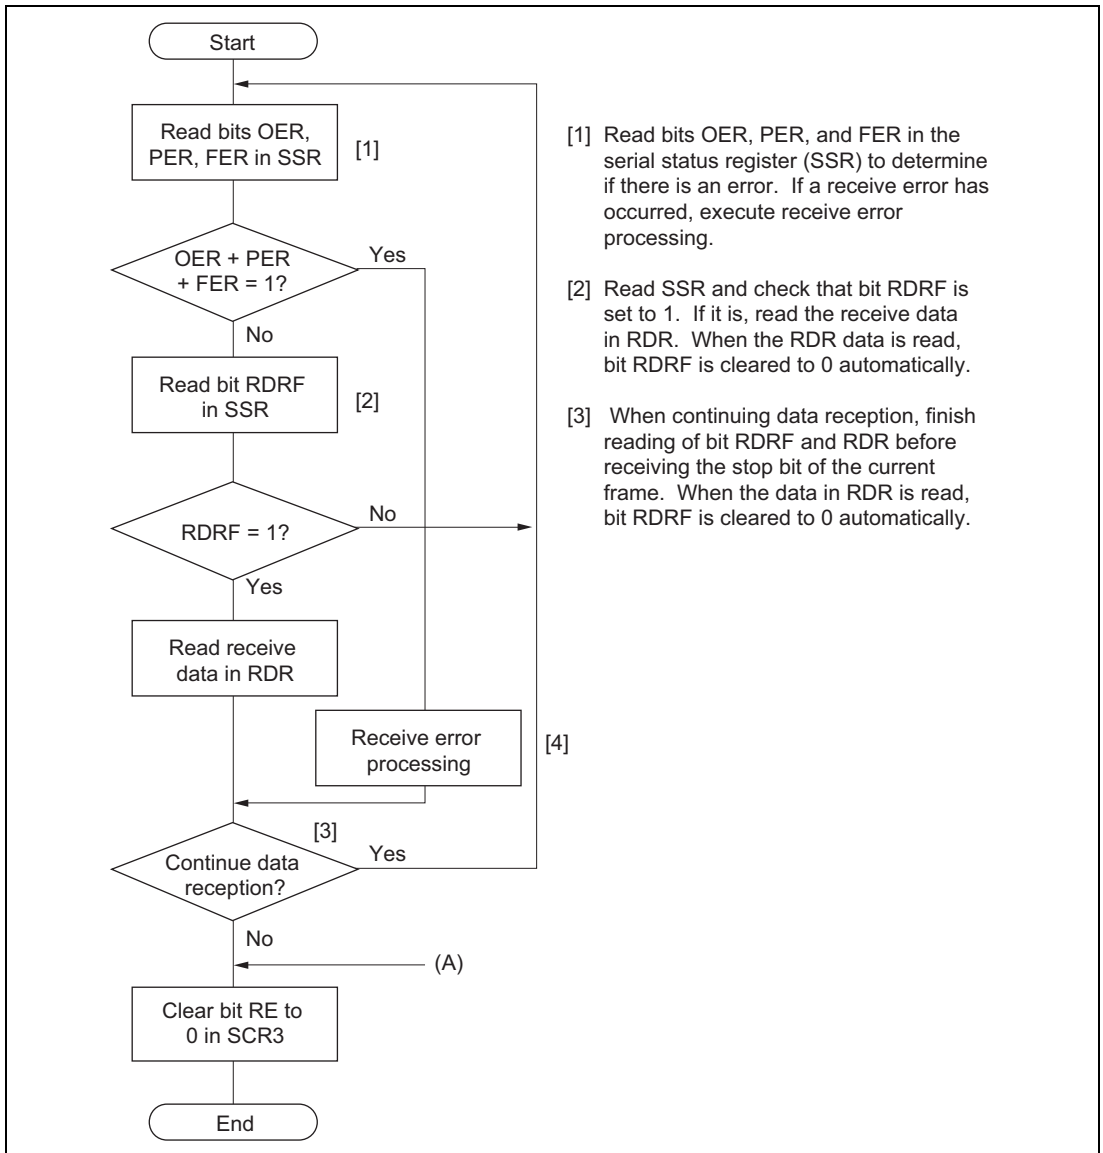 Start
Read bits OER,
PER, FER in SSR
[1]
OER + PER
+ FER = 1?
Yes
No
Read bit RDRF
in SSR
[2]
RDRF = 1?
No
Yes
Read receive
data in RDR
Receive error
processing
[4]
[3]
Continue data
reception?
Yes
No
(A)
Clear bit RE to
0 in SCR3
End
[1] Read bits OER, PER, and FER in the
serial status register (SSR) to determine
if there is an error. If a receive error has
occurred, execute receive error
processing.
[2] Read SSR and check that bit RDRF is
set to 1. If it is, read the receive data
in RDR. When the RDR data is read,
bit RDRF is cleared to 0 automatically.
[3] When continuing data reception, finish
reading of bit RDRF and RDR before
receiving the stop bit of the current
frame. When the data in RDR is read,
bit RDRF is cleared to 0 automatically.